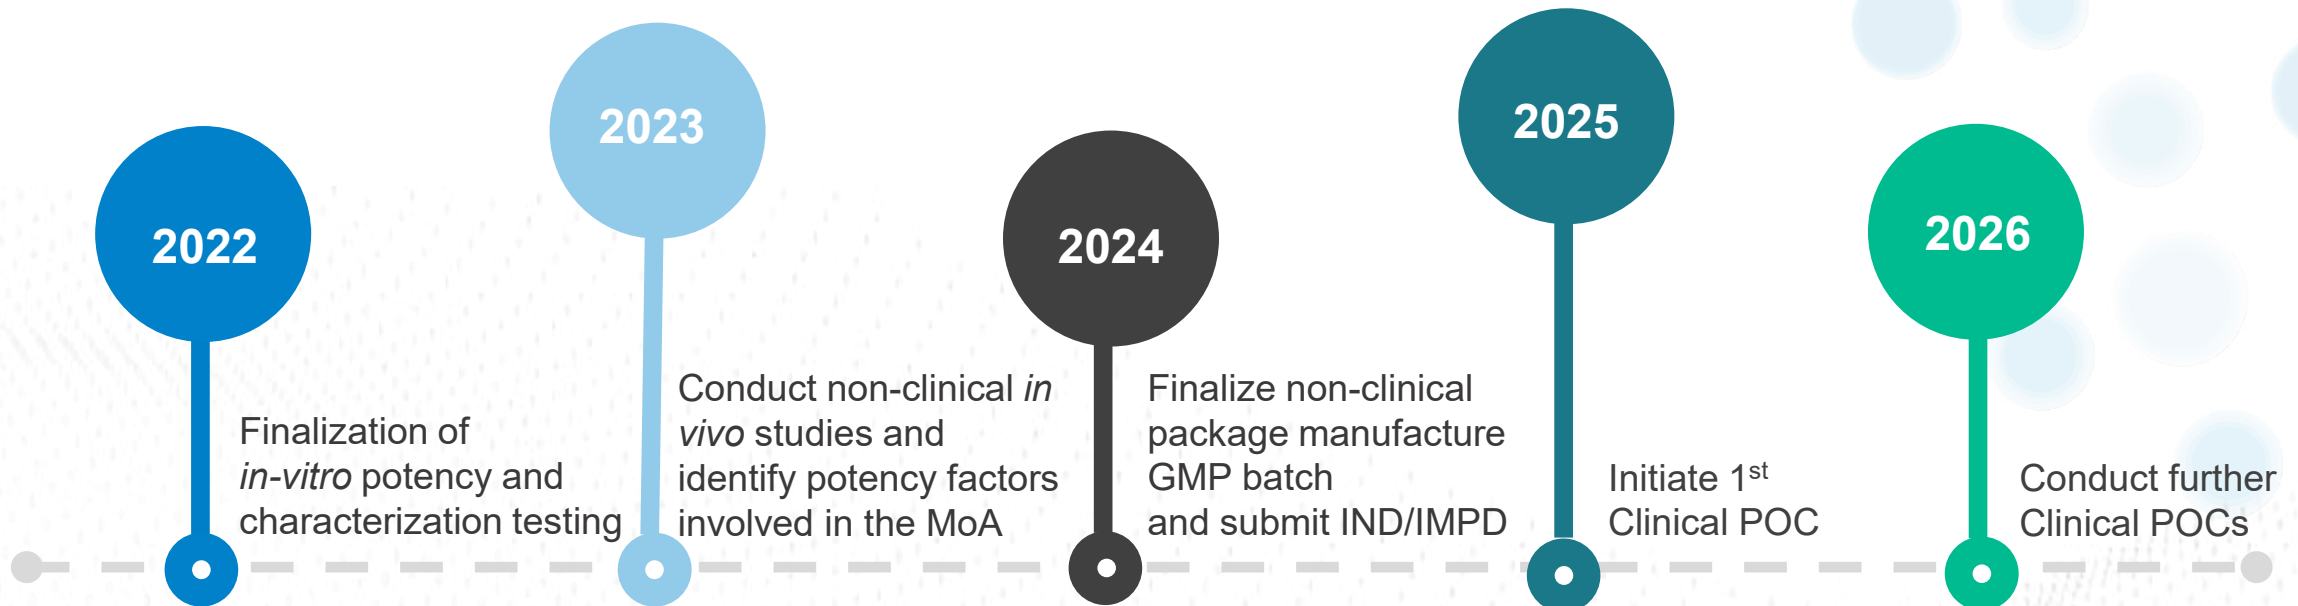 2022
Finalization of
in-vitro potency and
characterization testing
2023
Conduct non-clinical in
vivo studies and
identify potency factors
involved in the MoA
2024
Finalize non-clinical
package manufacture
GMP batch
and submit IND/IMPD
2025
Initiate 1st
Clinical POC
2026
Conduct further
Clinical POCs